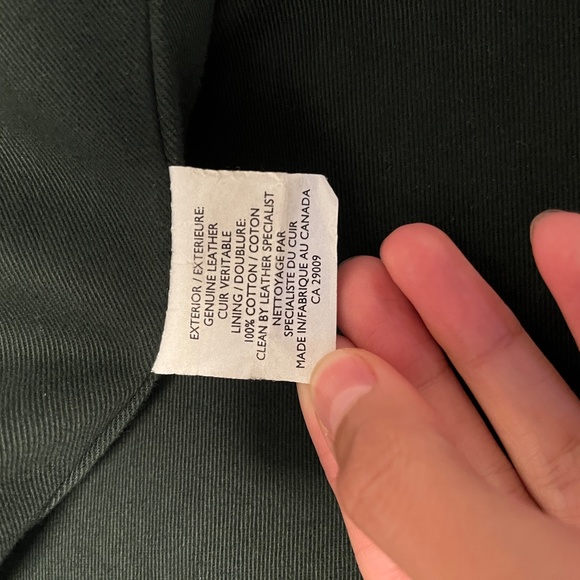 EXTERIOR / EXTERIEURE:
GENUINE LEATHER
CUIR VERITABLE
LINING / DOUBLURE:
100% COTTON / COTON
CLEAN BY LEATHER SPECIALIST
NETTOYAGE PAR
SPECIALISTE DU CUIR
MADE IN/FABRIQUE AU CANADA
CA 29009